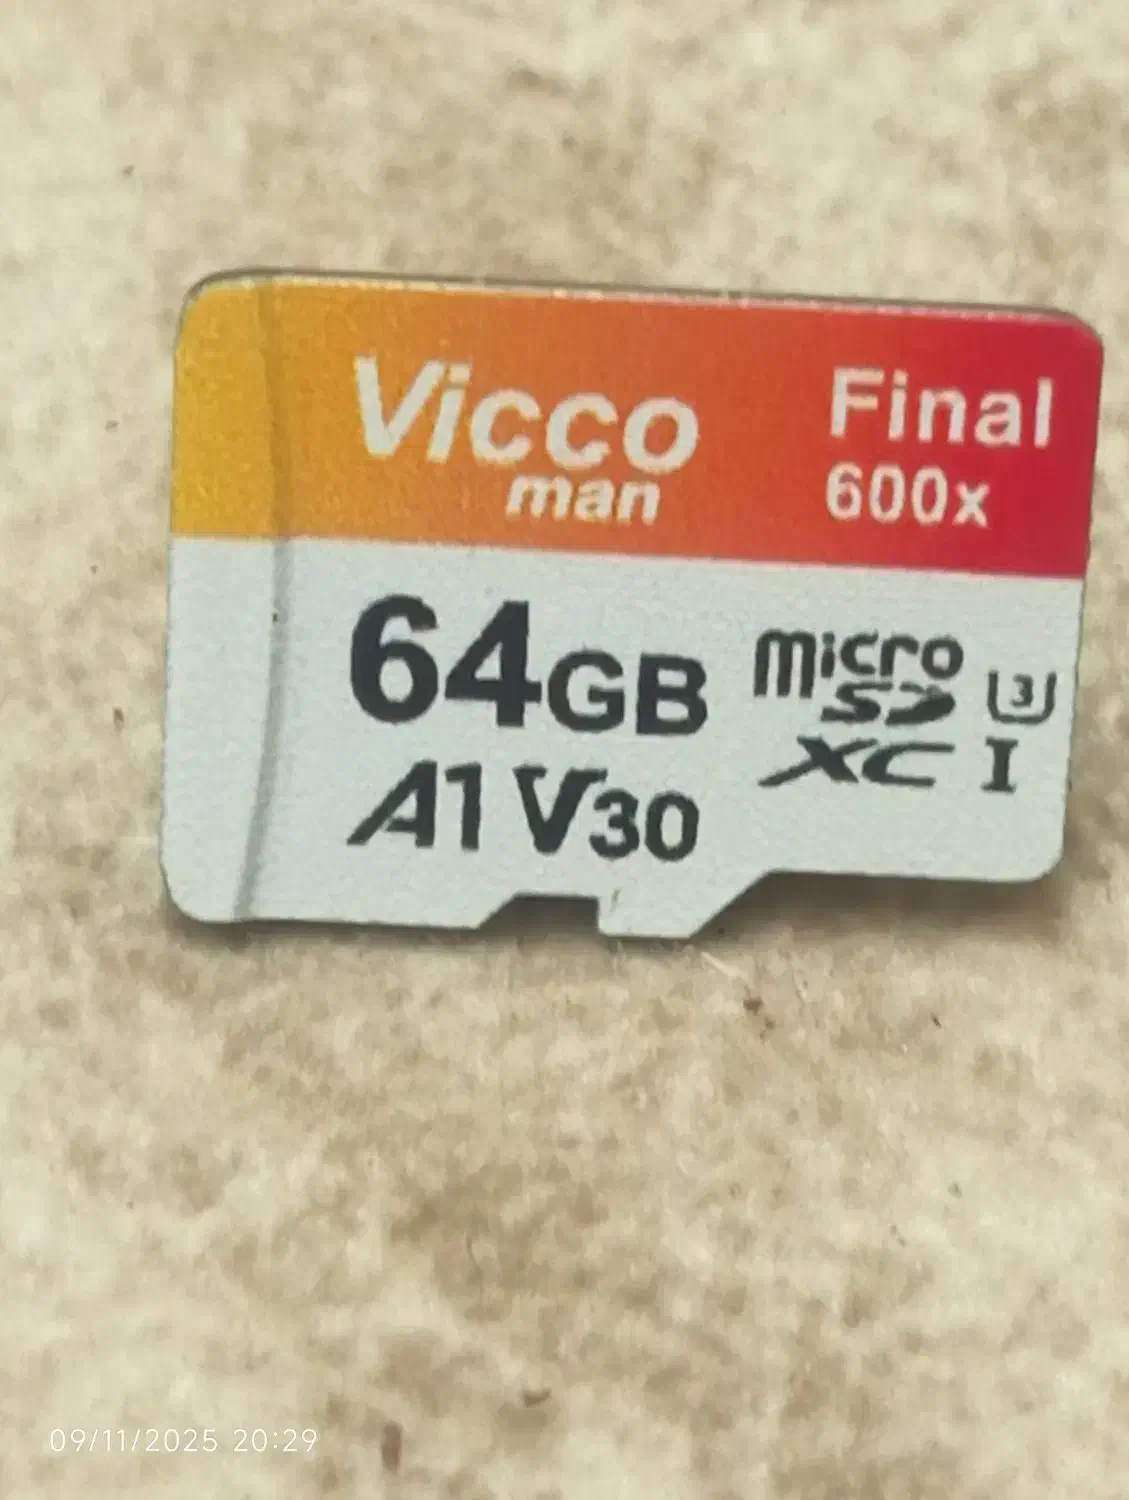 Vicco
man
Final
600x
64GB
A1 V30
micro
SD
XC I
3
09/11/2025 20:29